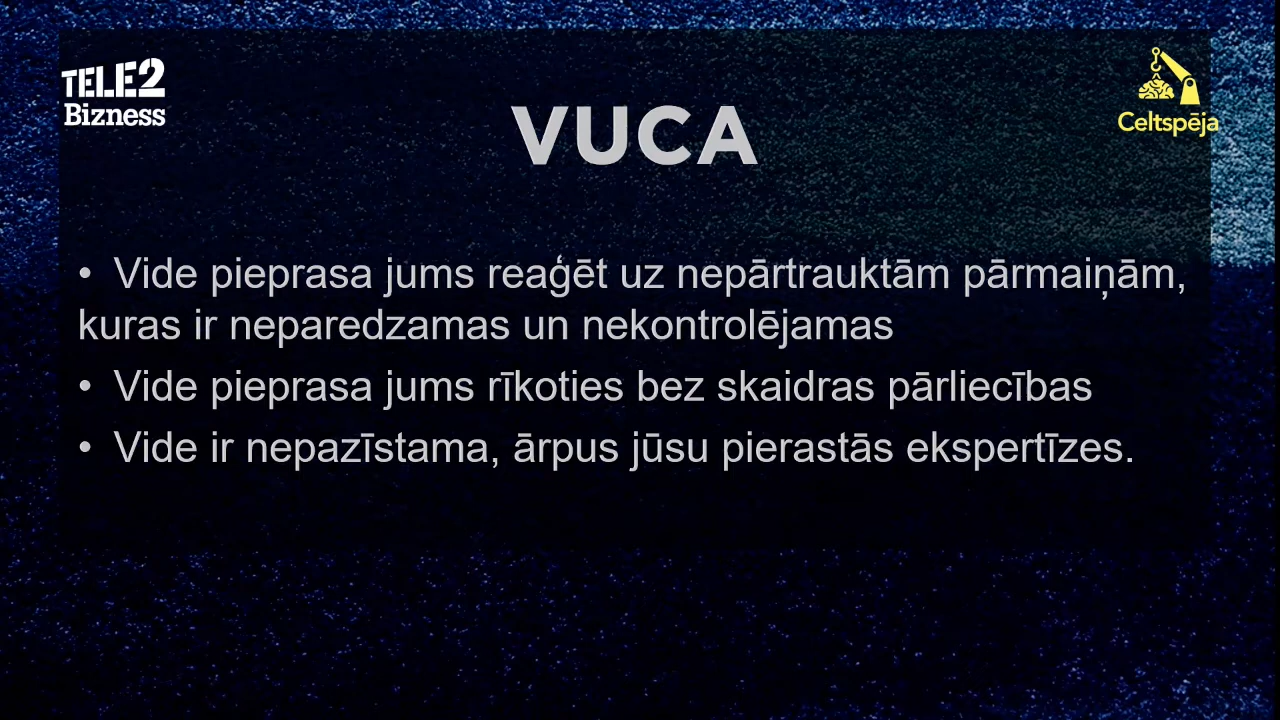 TELE2
Bizness
Celtspēja
VUCA
• Vide pieprasa jums reaģēt uz nepārtrauktām pārmaiņām,
kuras ir neparedzamas un nekontrolējamas
• Vide pieprasa jums rīkoties bez skaidras pārliecības
• Vide ir nepazīstama, ārpus jūsu pierastās ekspertīzes.